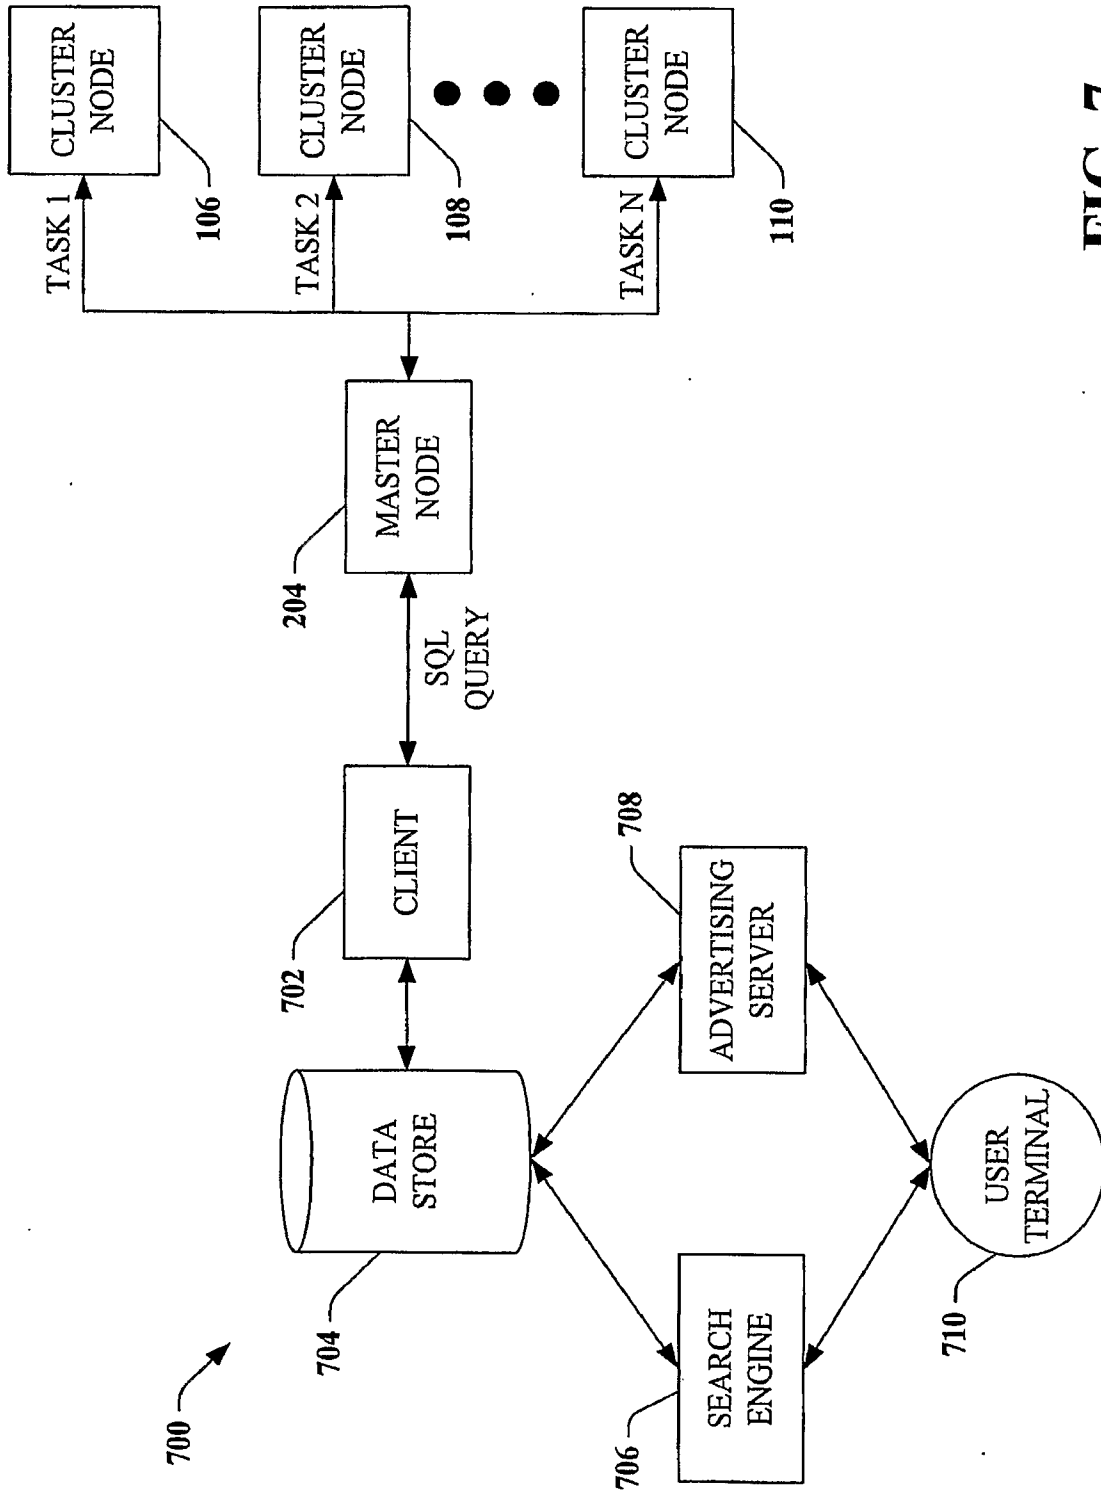 700
704
DATA
STORE
702
CLIENT
SQL
QUERY
204
MASTER
NODE
TASK 1
CLUSTER
NODE
106
TASK 2
CLUSTER
NODE
108
TASK N
CLUSTER
NODE
110
706
SEARCH
ENGINE
708
ADVERTISING
SERVER
710
USER
TERMINAL
FIG. 7